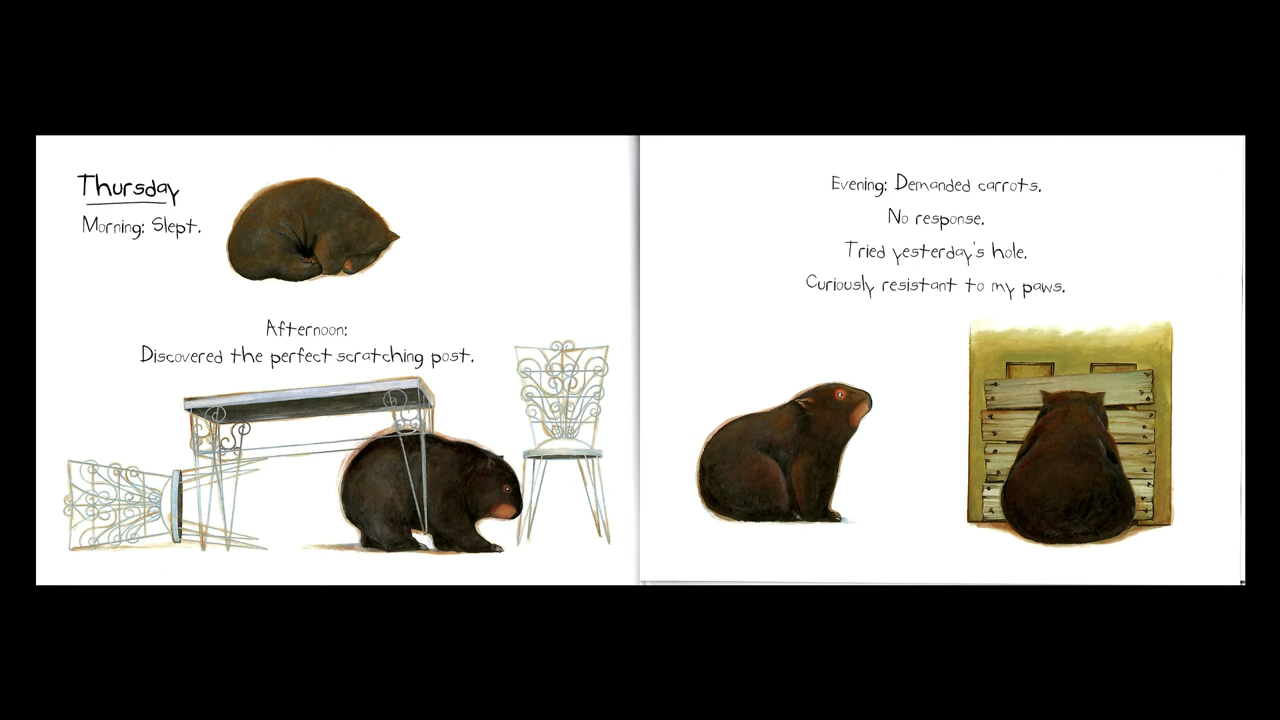 Thursday
Morning: Slept.
Afternoon:
Discovered the perfect scratching post.
Evening: Demanded carrots.
No response.
Tried yesterday's hole.
Curiously resistant to my paws.